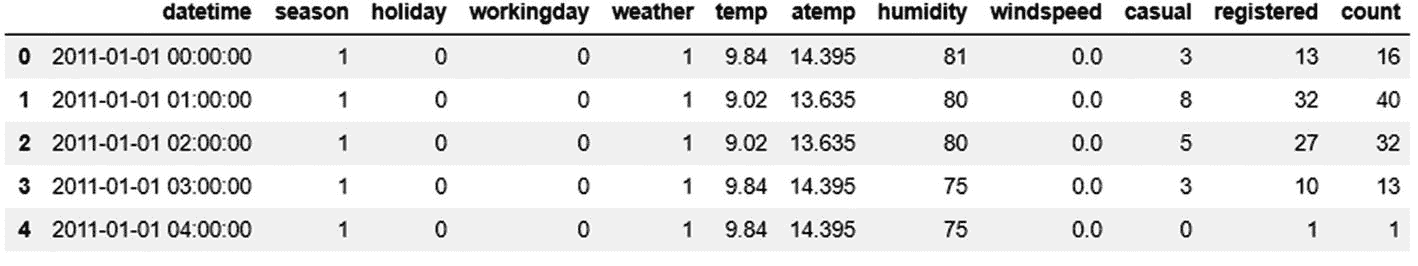 datetime season holiday workingday weather temp atemp humidity windspeed casual registered count
0 2011-01-01 00:00:00 1 0 0 1 9.84 14.395 81 0.0 3 13 16
1 2011-01-01 01:00:00 1 0 0 1 9.02 13.635 80 0.0 8 32 40
2 2011-01-01 02:00:00 1 0 0 1 9.02 13.635 80 0.0 5 27 32
3 2011-01-01 03:00:00 1 0 0 1 9.84 14.395 75 0.0 3 10 13
4 2011-01-01 04:00:00 1 0 0 1 9.84 14.395 75 0.0 0 1 1